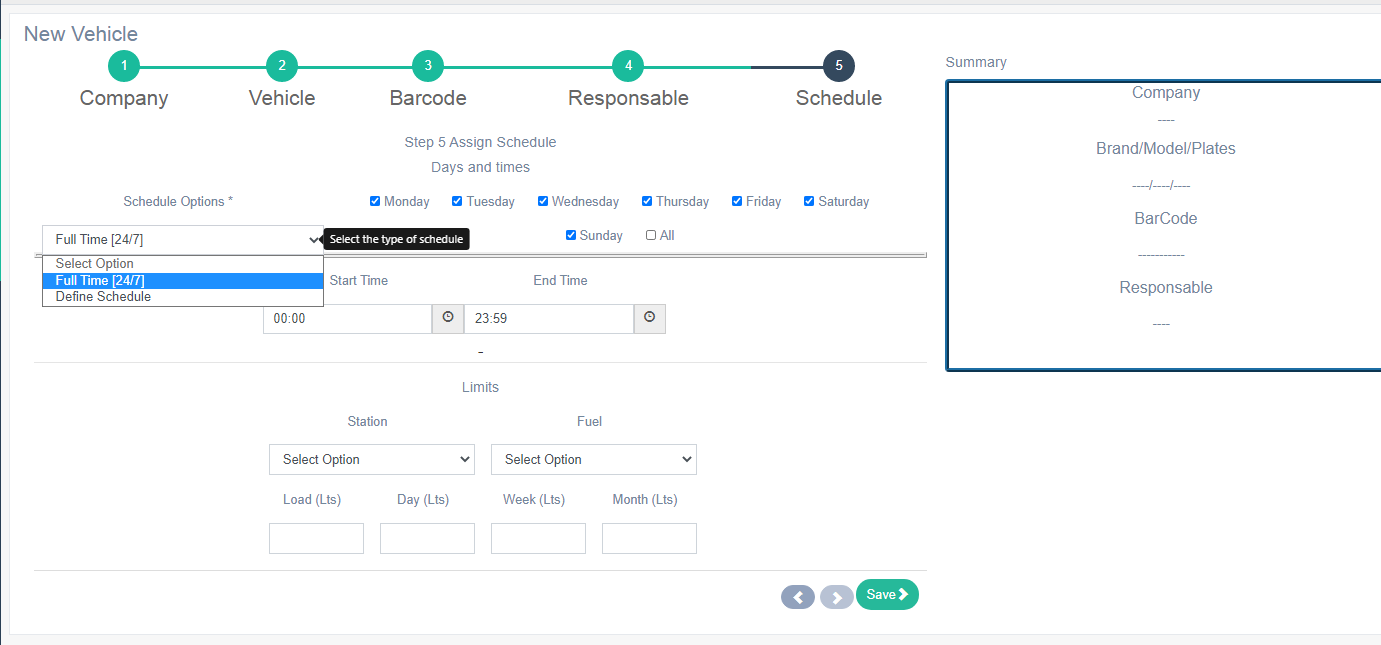 New Vehicle
1 2 3 4 5
Company Vehicle Barcode Responsable Schedule
Step 5 Assign Schedule
Days and times
Schedule Options *
Monday Tuesday Wednesday Thursday Friday Saturday
Sunday All
Full Time [24/7]
Select the type of schedule
Select Option
Full Time [24/7]
Define Schedule
Start Time End Time
00:00 23:59
-
Limits
Station Fuel
Select Option Select Option
Load (Lts) Day (Lts) Week (Lts) Month (Lts)
Save
Summary
Company
----
Brand/Model/Plates
----/----/----
BarCode
-----------
Responsable
----